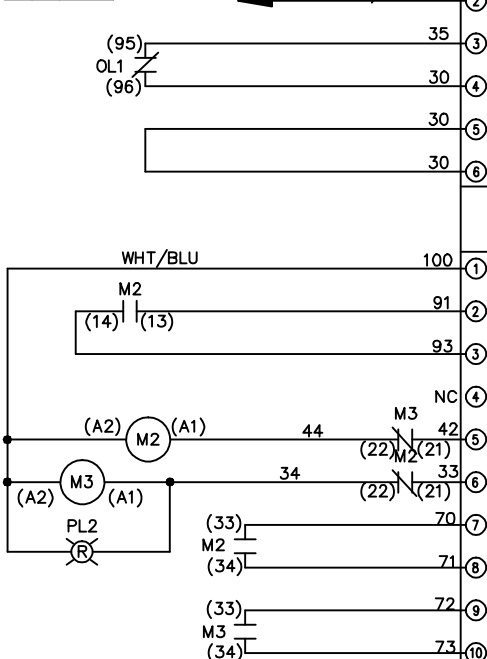 2
(95) 35 3
OL1
(96) 30 4
30 5
30 6
WHT/BLU 100 1
M2 91 2
(14) (13)
93 3
NC 4
M3
(A2) M2 (A1) 44 42 5
(22) (21)
M2
M3 34 33 6
(A2) (A1) (22) (21)
PL2
R
(33) 70 7
M2
(34) 71 8
(33) 72 9
M3
(34) 73 10